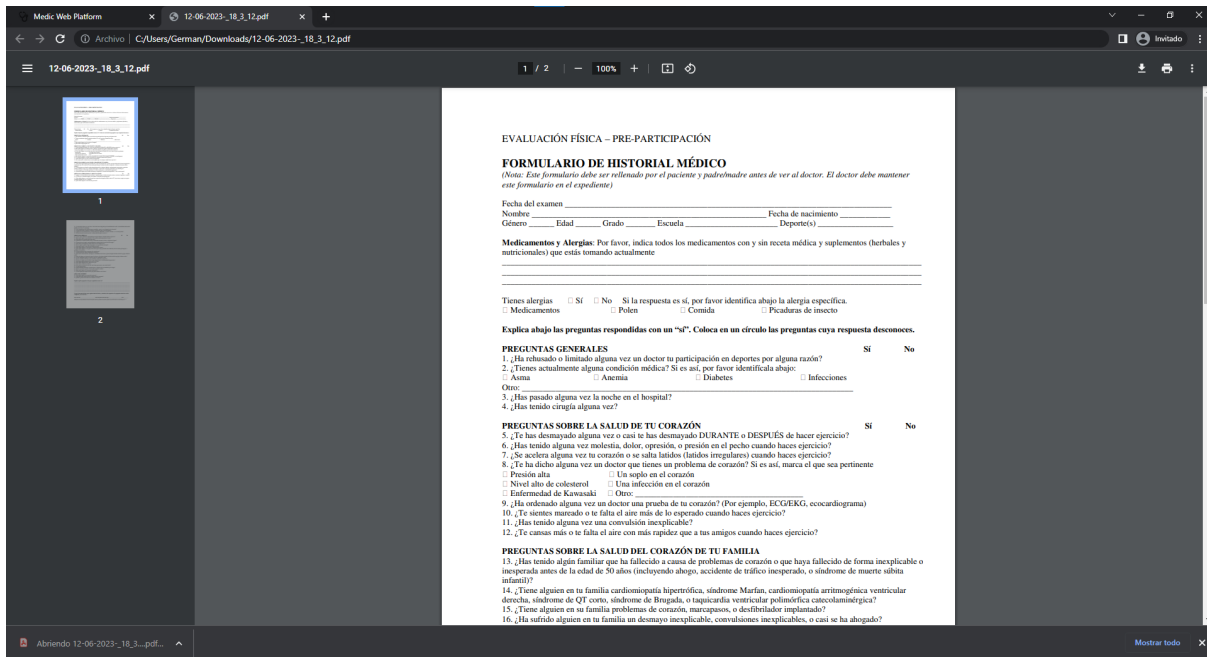 Medic Web Platform
12-06-2023-_18_3_12.pdf
Archivo
C:/Users/German/Downloads/12-06-2023-_18_3_12.pdf
Invitado
12-06-2023-_18_3_12.pdf
1 / 2
100%
1
2
EVALUACIÓN FÍSICA – PRE-PARTICIPACIÓN
FORMULARIO DE HISTORIAL MÉDICO
(Nota: Este formulario debe ser rellenado por el paciente y padre/madre antes de ver al doctor. El doctor debe mantener
este formulario en el expediente)
Fecha del examen
Nombre Fecha de nacimiento
Género Edad Grado Escuela Deporte(s)
Medicamentos y Alergias: Por favor, indica todos los medicamentos con y sin receta médica y suplementos (herbales y
nutricionales) que estás tomando actualmente
Tienes alergias Sí No Si la respuesta es sí, por favor identifica abajo la alergia específica.
Medicamentos Polen Comida Picaduras de insecto
Explica abajo las preguntas respondidas con un “sí”. Coloca en un círculo las preguntas cuya respuesta desconoces.
PREGUNTAS GENERALES Sí No
1. ¿Ha rehusado o limitado alguna vez un doctor tu participación en deportes por alguna razón?
2. ¿Tienes actualmente alguna condición médica? Si es así, por favor identifícala abajo:
Asma Anemia Diabetes Infecciones
Otro:
3. ¿Has pasado alguna vez la noche en el hospital?
4. ¿Has tenido cirugía alguna vez?
PREGUNTAS SOBRE LA SALUD DE TU CORAZÓN Sí No
5. ¿Te has desmayado alguna vez o casi te has desmayado DURANTE o DESPUÉS de hacer ejercicio?
6. ¿Has tenido alguna vez molestia, dolor, opresión, o presión en el pecho cuando haces ejercicio?
7. ¿Se acelera alguna vez tu corazón o se salta latidos (latidos irregulares) cuando haces ejercicio?
8. ¿Te ha dicho alguna vez un doctor que tienes un problema de corazón? Si es así, marca el que sea pertinente
Presión alta Un soplo en el corazón
Nivel alto de colesterol Una infección en el corazón
Enfermedad de Kawasaki Otro:
9. ¿Ha ordenado alguna vez un doctor una prueba de tu corazón? (Por ejemplo, ECG/EKG, ecocardiograma)
10. ¿Te sientes mareado o te falta el aire más de lo esperado cuando haces ejercicio?
11. ¿Has tenido alguna vez una convulsión inexplicable?
12. ¿Te cansas más o te falta el aire con más rapidez que a tus amigos cuando haces ejercicio?
PREGUNTAS SOBRE LA SALUD DEL CORAZÓN DE TU FAMILIA
13. ¿Has tenido algún familiar que ha fallecido a causa de problemas de corazón o que haya fallecido de forma inexplicable o
inesperada antes de la edad de 50 años (incluyendo ahogo, accidente de tráfico inesperado, o síndrome de muerte súbita
infantil)?
14. ¿Tiene alguien en tu familia cardiomiopatía hipertrófica, síndrome Marfan, cardiomiopatía arritmogénica ventricular
derecha, síndrome de QT corto, síndrome de Brugada, o taquicardia ventricular polimórfica catecolaminérgica?
15. ¿Tiene alguien en su familia problemas de corazón, marcapasos, o desfibrilador implantado?
16. ¿Ha sufrido alguien en tu familia un desmayo inexplicable, convulsiones inexplicables, o casi se ha ahogado?
Abriendo 12-06-2023-_18_3....pdf...
Mostrar todo